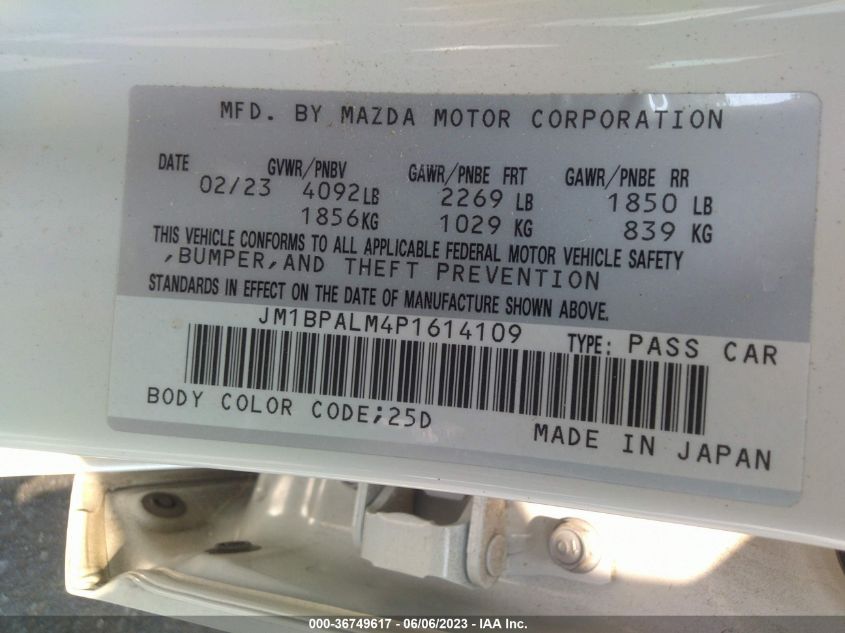 MFD. BY MAZDA MOTOR CORPORATION
DATE GVWR/PNBV GAWR/PNBE FRT GAWR/PNBE RR
02/23 4092LB 2269 LB 1850 LB
1856KG 1029 KG 839 KG
THIS VEHICLE CONFORMS TO ALL APPLICABLE FEDERAL MOTOR VEHICLE SAFETY
,BUMPER,AND THEFT PREVENTION
STANDARDS IN EFFECT ON THE DATE OF MANUFACTURE SHOWN ABOVE.
JM1BPALM4P1614109 TYPE: PASS CAR
BODY COLOR CODE;25D
MADE IN JAPAN
000-36749617 - 06/06/2023 - IAA Inc.